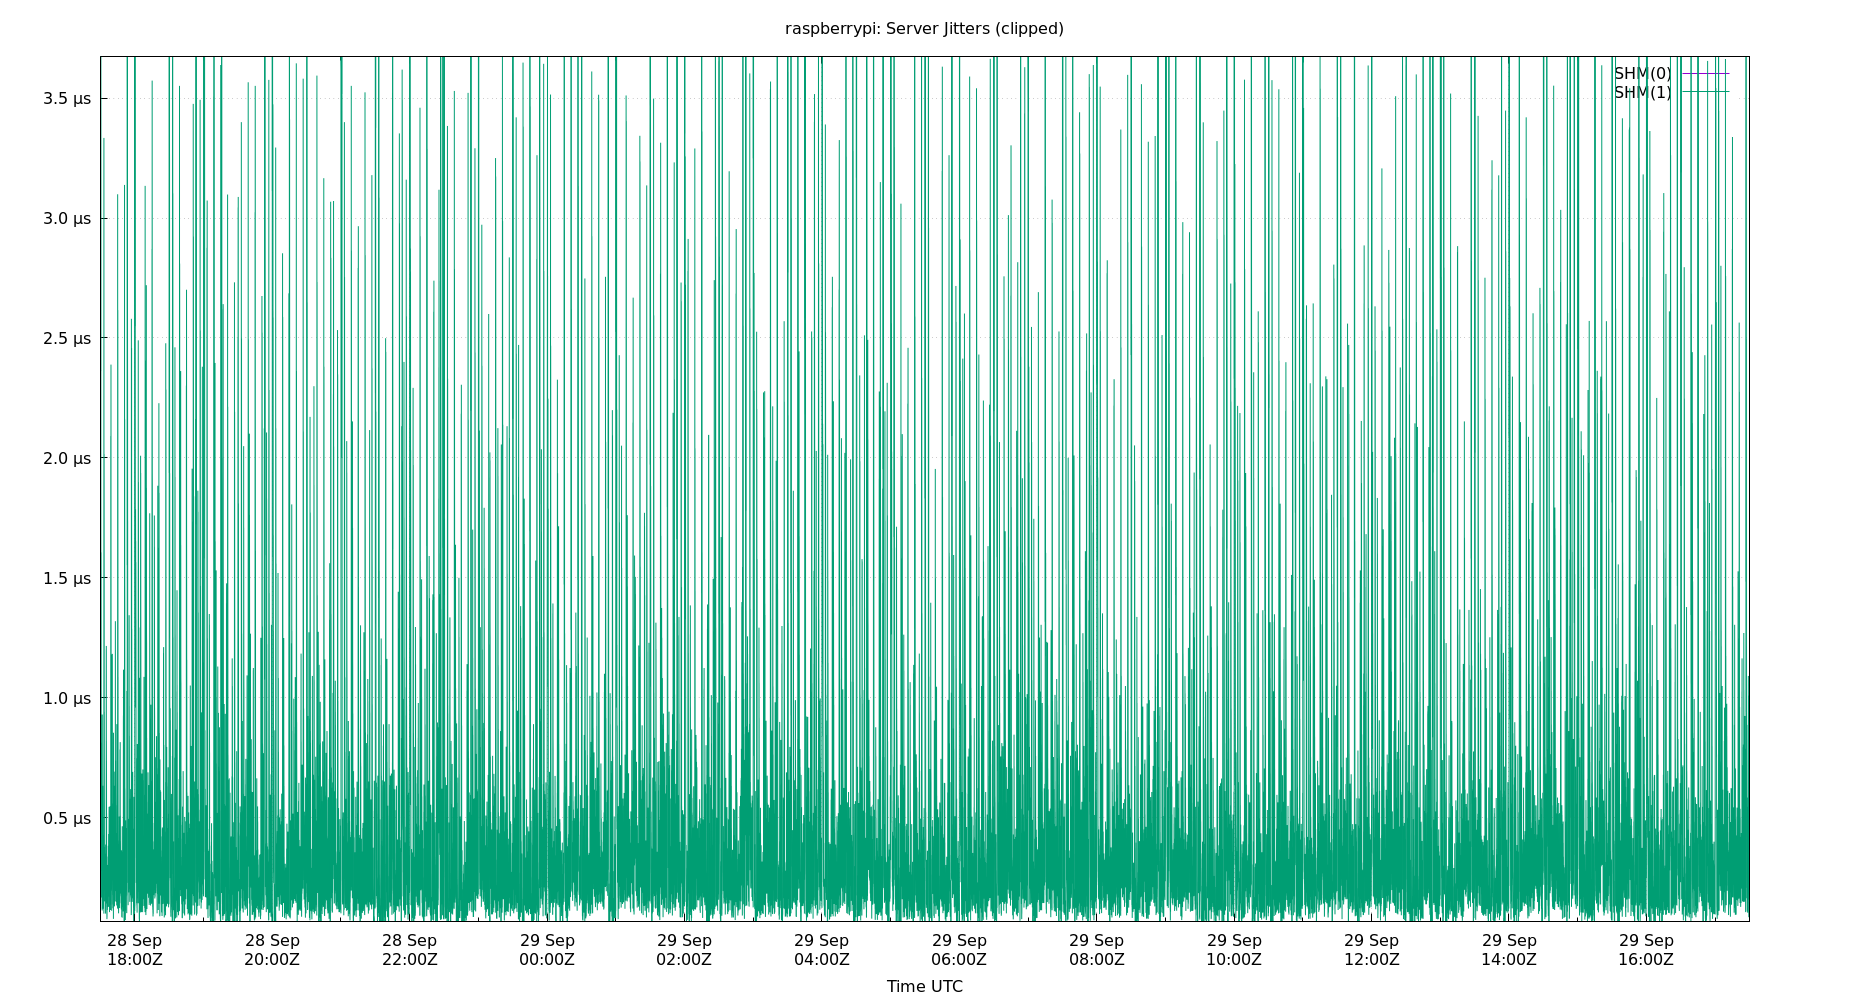 raspberrypi: Server Jitters (clipped)
SHM(0)
SHM(1)
3.5 µs
3.0 µs
2.5 µs
2.0 µs
1.5 µs
1.0 µs
0.5 µs
28 Sep 28 Sep 28 Sep 29 Sep 29 Sep 29 Sep 29 Sep 29 Sep 29 Sep 29 Sep 29 Sep 29 Sep
18:00Z 20:00Z 22:00Z 00:00Z 02:00Z 04:00Z 06:00Z 08:00Z 10:00Z 12:00Z 14:00Z 16:00Z
Time UTC